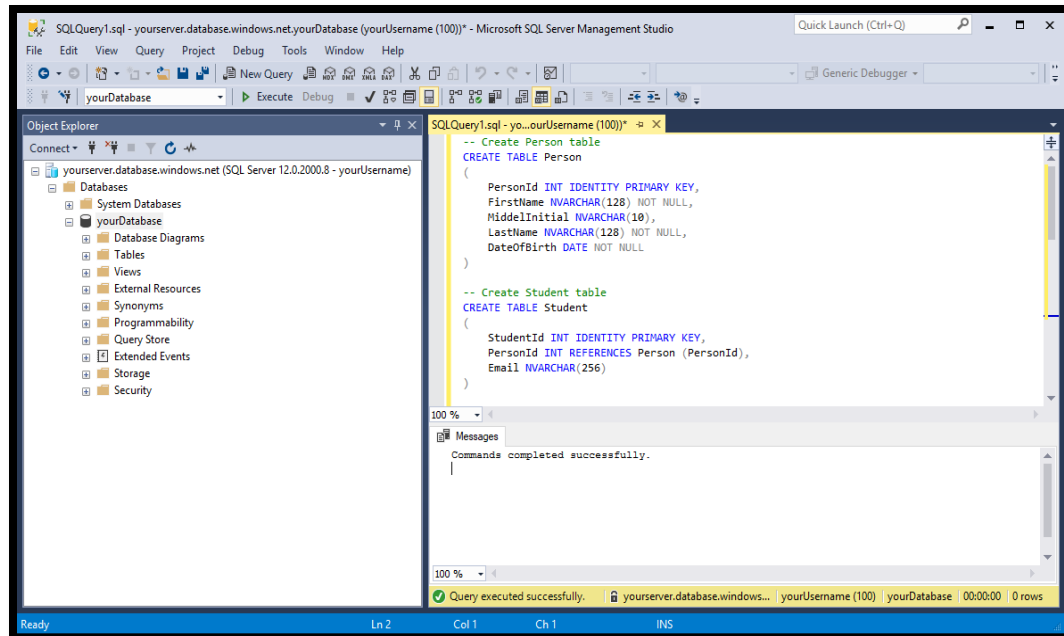 SQLQuery1.sql - yourserver.database.windows.net.yourDatabase (yourUsername (100))* - Microsoft SQL Server Management Studio
Quick Launch (Ctrl+Q)
File Edit View Query Project Debug Tools Window Help
New Query
Generic Debugger
yourDatabase
Execute Debug
Object Explorer
Connect
yourserver.database.windows.net (SQL Server 12.0.2000.8 - yourUsername)
Databases
System Databases
yourDatabase
Database Diagrams
Tables
Views
External Resources
Synonyms
Programmability
Query Store
Extended Events
Storage
Security
SQLQuery1.sql - yo...ourUsername (100))*
-- Create Person table
CREATE TABLE Person
(
PersonId INT IDENTITY PRIMARY KEY,
FirstName NVARCHAR(128) NOT NULL,
MiddelInitial NVARCHAR(10),
LastName NVARCHAR(128) NOT NULL,
DateOfBirth DATE NOT NULL
)
-- Create Student table
CREATE TABLE Student
(
StudentId INT IDENTITY PRIMARY KEY,
PersonId INT REFERENCES Person (PersonId),
Email NVARCHAR(256)
)
100 %
Messages
Commands completed successfully.
100 %
Query executed successfully. yourserver.database.windows... yourUsername (100) yourDatabase 00:00:00 0 rows
Ready Ln 2 Col 1 Ch 1 INS